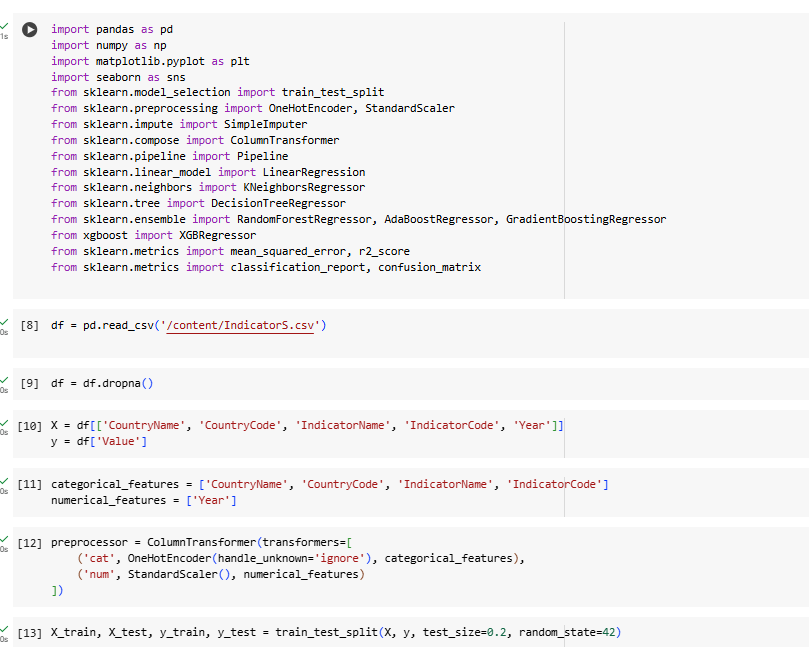 1s
import pandas as pd
import numpy as np
import matplotlib.pyplot as plt
import seaborn as sns
from sklearn.model_selection import train_test_split
from sklearn.preprocessing import OneHotEncoder, StandardScaler
from sklearn.impute import SimpleImputer
from sklearn.compose import ColumnTransformer
from sklearn.pipeline import Pipeline
from sklearn.linear_model import LinearRegression
from sklearn.neighbors import KNeighborsRegressor
from sklearn.tree import DecisionTreeRegressor
from sklearn.ensemble import RandomForestRegressor, AdaBoostRegressor, GradientBoostingRegressor
from xgboost import XGBRegressor
from sklearn.metrics import mean_squared_error, r2_score
from sklearn.metrics import classification_report, confusion_matrix
0s [8] df = pd.read_csv('/content/IndicatorS.csv')
0s [9] df = df.dropna()
0s [10] X = df[['CountryName', 'CountryCode', 'IndicatorName', 'IndicatorCode', 'Year']]
y = df['Value']
0s [11] categorical_features = ['CountryName', 'CountryCode', 'IndicatorName', 'IndicatorCode']
numerical_features = ['Year']
0s [12] preprocessor = ColumnTransformer(transformers=[
('cat', OneHotEncoder(handle_unknown='ignore'), categorical_features),
('num', StandardScaler(), numerical_features)
])
0s [13] X_train, X_test, y_train, y_test = train_test_split(X, y, test_size=0.2, random_state=42)